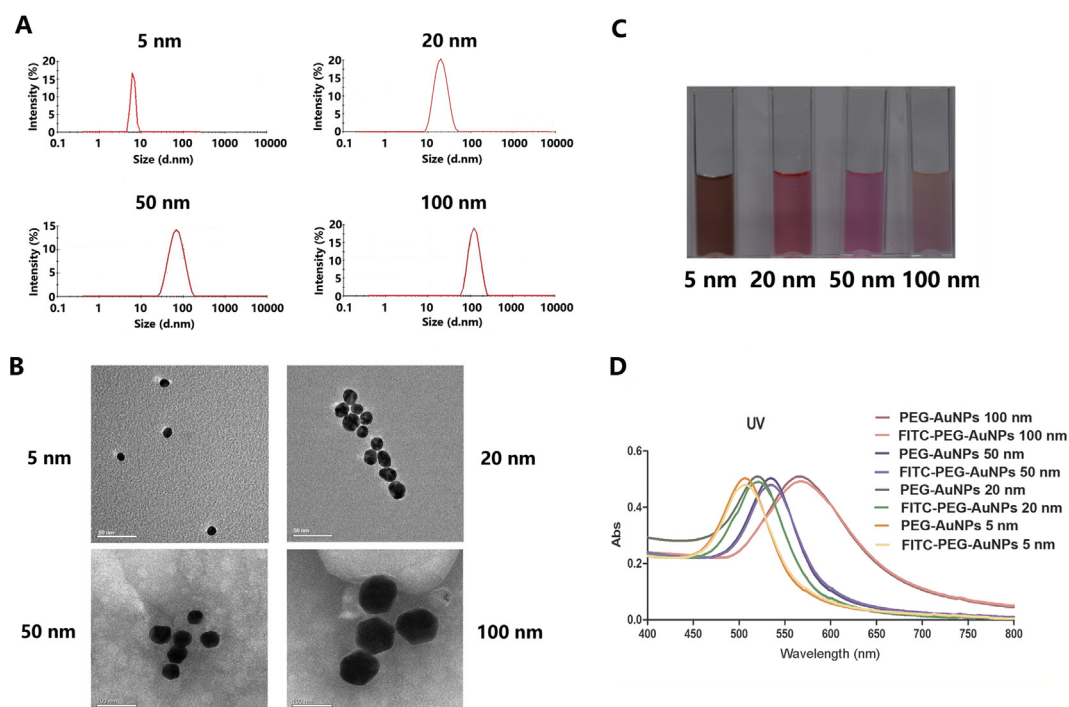 A
5 nm
20
15
10
5
0
Intensity (%)
0.1 1 10 100 1000 10000
Size (d.nm)
20 nm
20
15
10
5
0
Intensity (%)
0.1 1 10 100 1000 10000
Size (d.nm)
50 nm
15
10
5
0
Intensity (%)
0.1 1 10 100 1000 10000
Size (d.nm)
100 nm
20
15
10
5
0
Intensity (%)
0.1 1 10 100 1000 10000
Size (d.nm)
B
5 nm
20 nm
50 nm
100 nm
C
5 nm 20 nm 50 nm 100 nm
D
UV
PEG-AuNPs 100 nm
FITC-PEG-AuNPs 100 nm
PEG-AuNPs 50 nm
FITC-PEG-AuNPs 50 nm
PEG-AuNPs 20 nm
FITC-PEG-AuNPs 20 nm
PEG-AuNPs 5 nm
FITC-PEG-AuNPs 5 nm
0.6
0.4
0.2
0.0
Abs
400 450 500 550 600 650 700 750 800
Wavelength (nm)